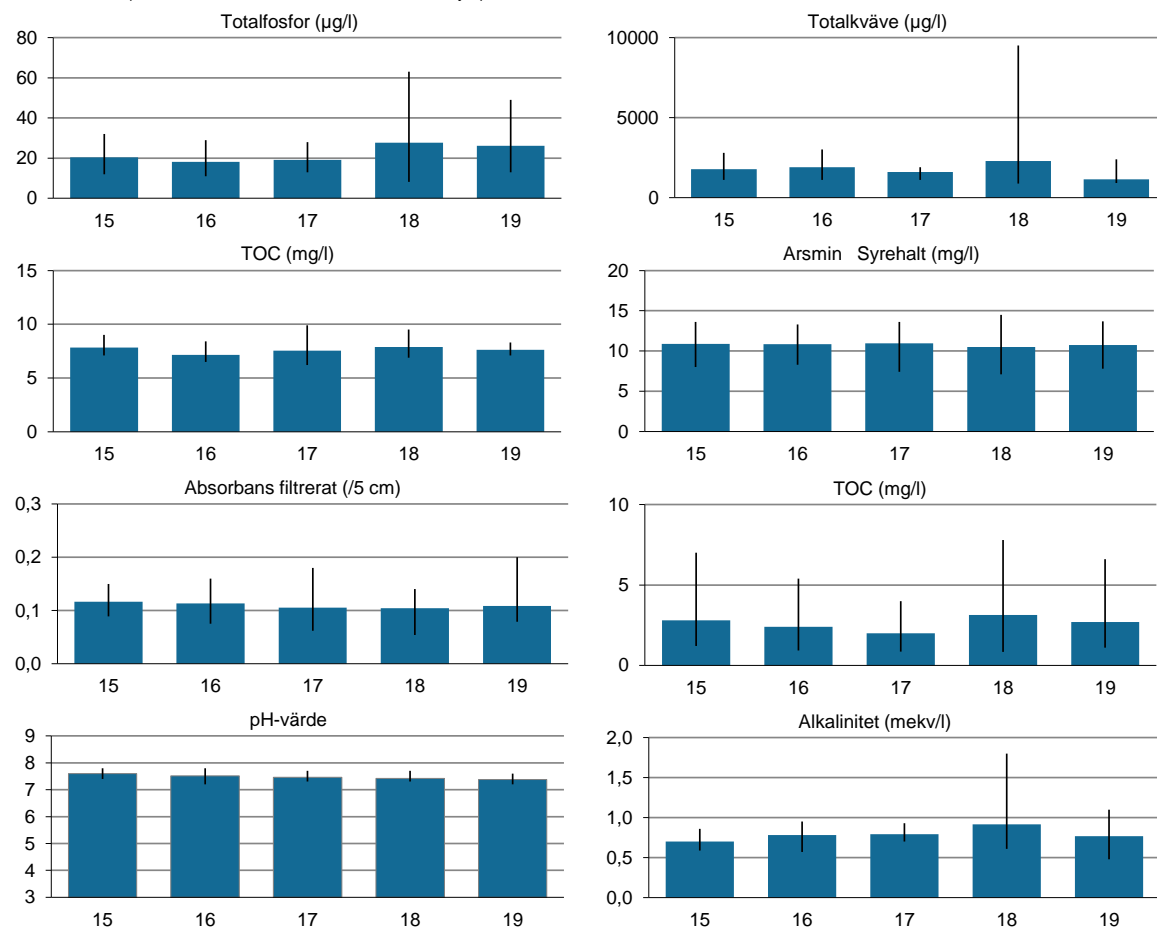 Totalfosfor (µg/l)
80
60
40
20
0
15 16 17 18 19
Totalkväve (µg/l)
10000
5000
0
15 16 17 18 19
TOC (mg/l)
15
10
5
0
15 16 17 18 19
Arsmin Syrehalt (mg/l)
20
15
10
5
0
15 16 17 18 19
Absorbans filtrerat (/5 cm)
0,3
0,2
0,1
0,0
15 16 17 18 19
TOC (mg/l)
10
5
0
15 16 17 18 19
pH-värde
9
8
7
6
5
4
3
15 16 17 18 19
Alkalinitet (mekv/l)
2,0
1,5
1,0
0,5
0,0
15 16 17 18 19